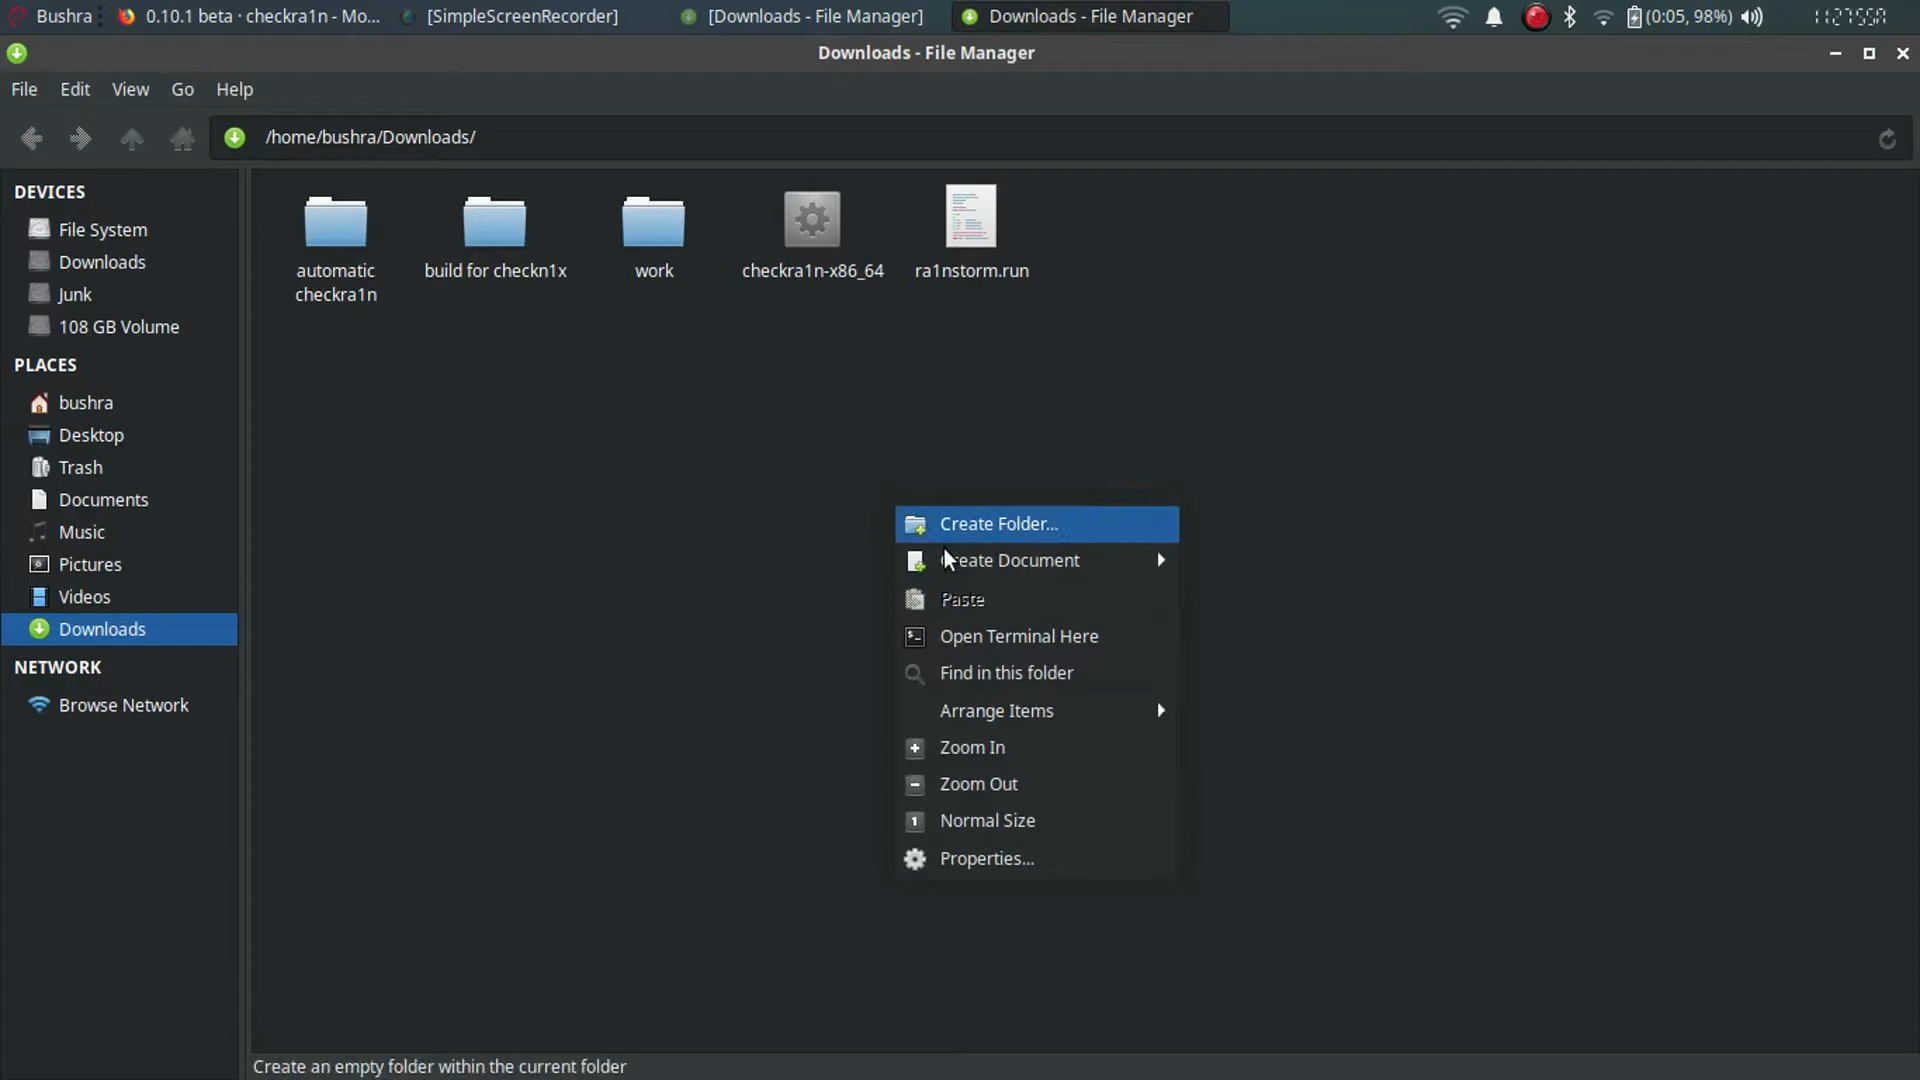 Bushra
0.10.1 beta · checkra1n - Mo...
[SimpleScreenRecorder]
[Downloads - File Manager]
Downloads - File Manager
(0:05, 98%)
Downloads - File Manager
File
Edit
View
Go
Help
/home/bushra/Downloads/
DEVICES
File System
Downloads
Junk
108 GB Volume
PLACES
bushra
Desktop
Trash
Documents
Music
Pictures
Videos
Downloads
NETWORK
Browse Network
automatic
checkra1n
build for checkn1x
work
checkra1n-x86_64
ra1nstorm.run
Create Folder...
reate Document
Paste
Open Terminal Here
Find in this folder
Arrange Items
Zoom In
Zoom Out
Normal Size
Properties...
Create an empty folder within the current folder